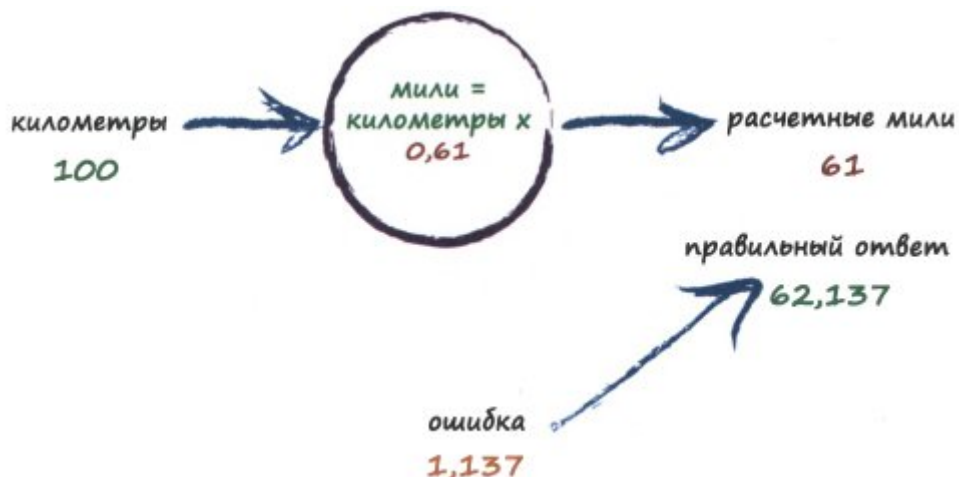 километры
100
мили =
километры х
0,61
расчетные мили
61
правильный ответ
62,137
ошибка
1,137